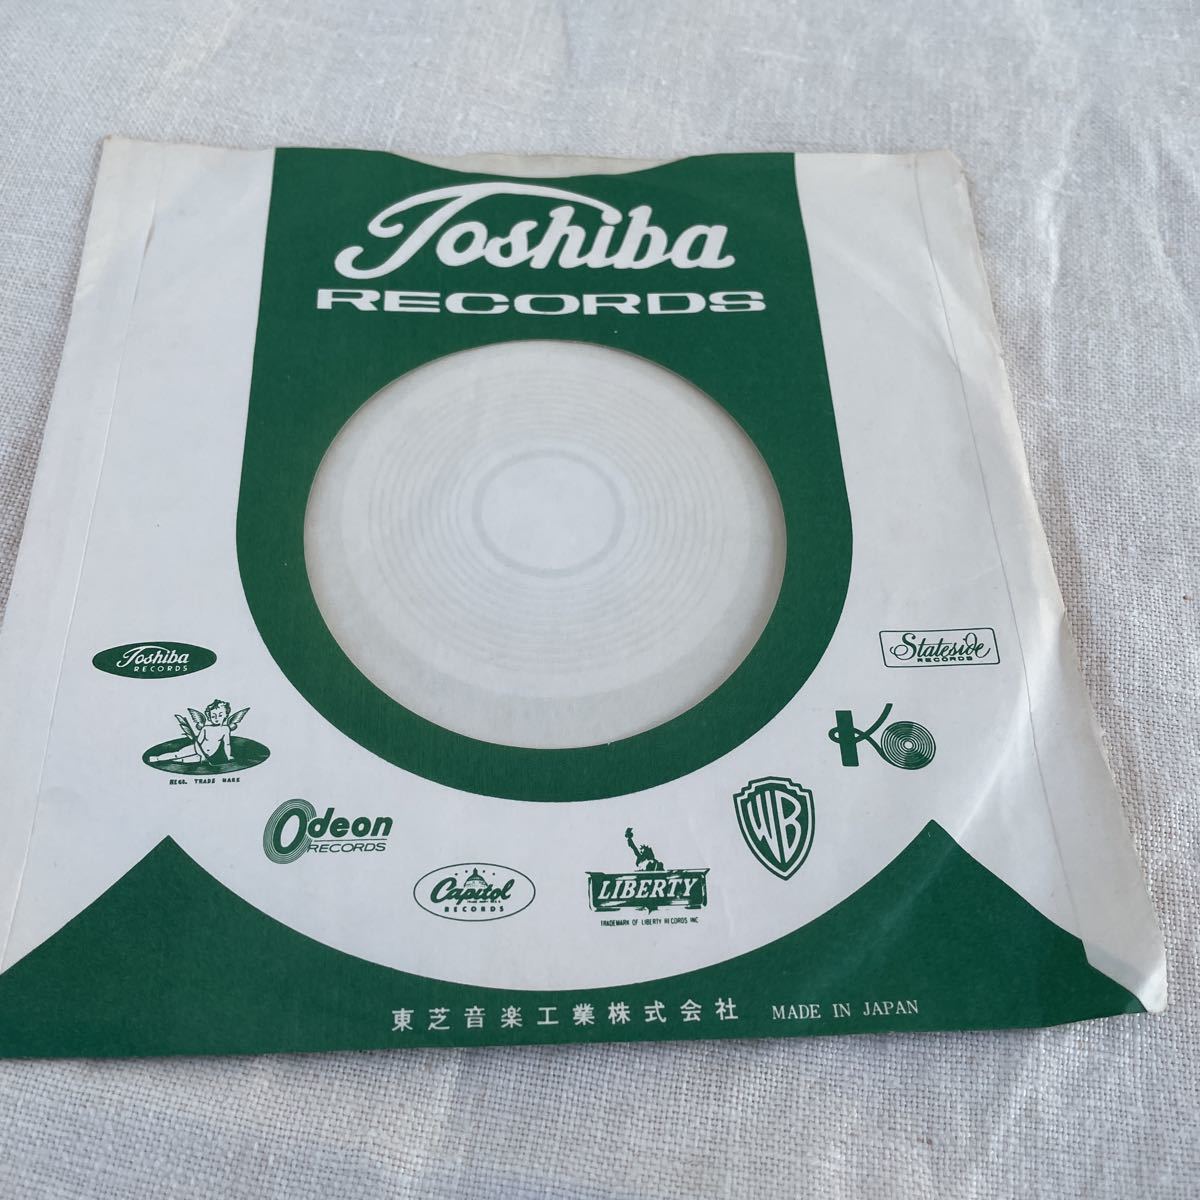 Toshiba
RECORDS
Toshiba
RECORDS
REGD. TRADE MARK
Odeon
RECORDS
Capitol
RECORDS
LIBERTY
TRADEMARK OF LIBERTY RECORDS INC
WB
K
Stateside
RECORDS
東芝音楽工業株式会社 MADE IN JAPAN